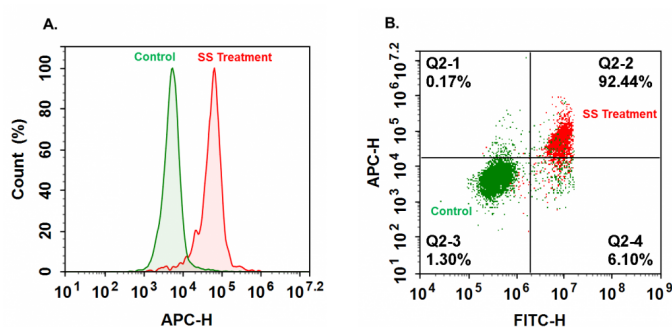 A.
Control SS Treatment
100
80
60
40
20
0
Count (%)
10¹ 10² 10³ 10⁴ 10⁵ 10⁶ 10⁷·²
APC-H
B.
Q2-1
0.17%
Q2-2
92.44%
SS Treatment
Control
Q2-3
1.30%
Q2-4
6.10%
10⁷·²
10⁶
10⁵
10⁴
10³
10²
10¹
APC-H
10⁴ 10⁵ 10⁶ 10⁷ 10⁸ 10⁹
FITC-H